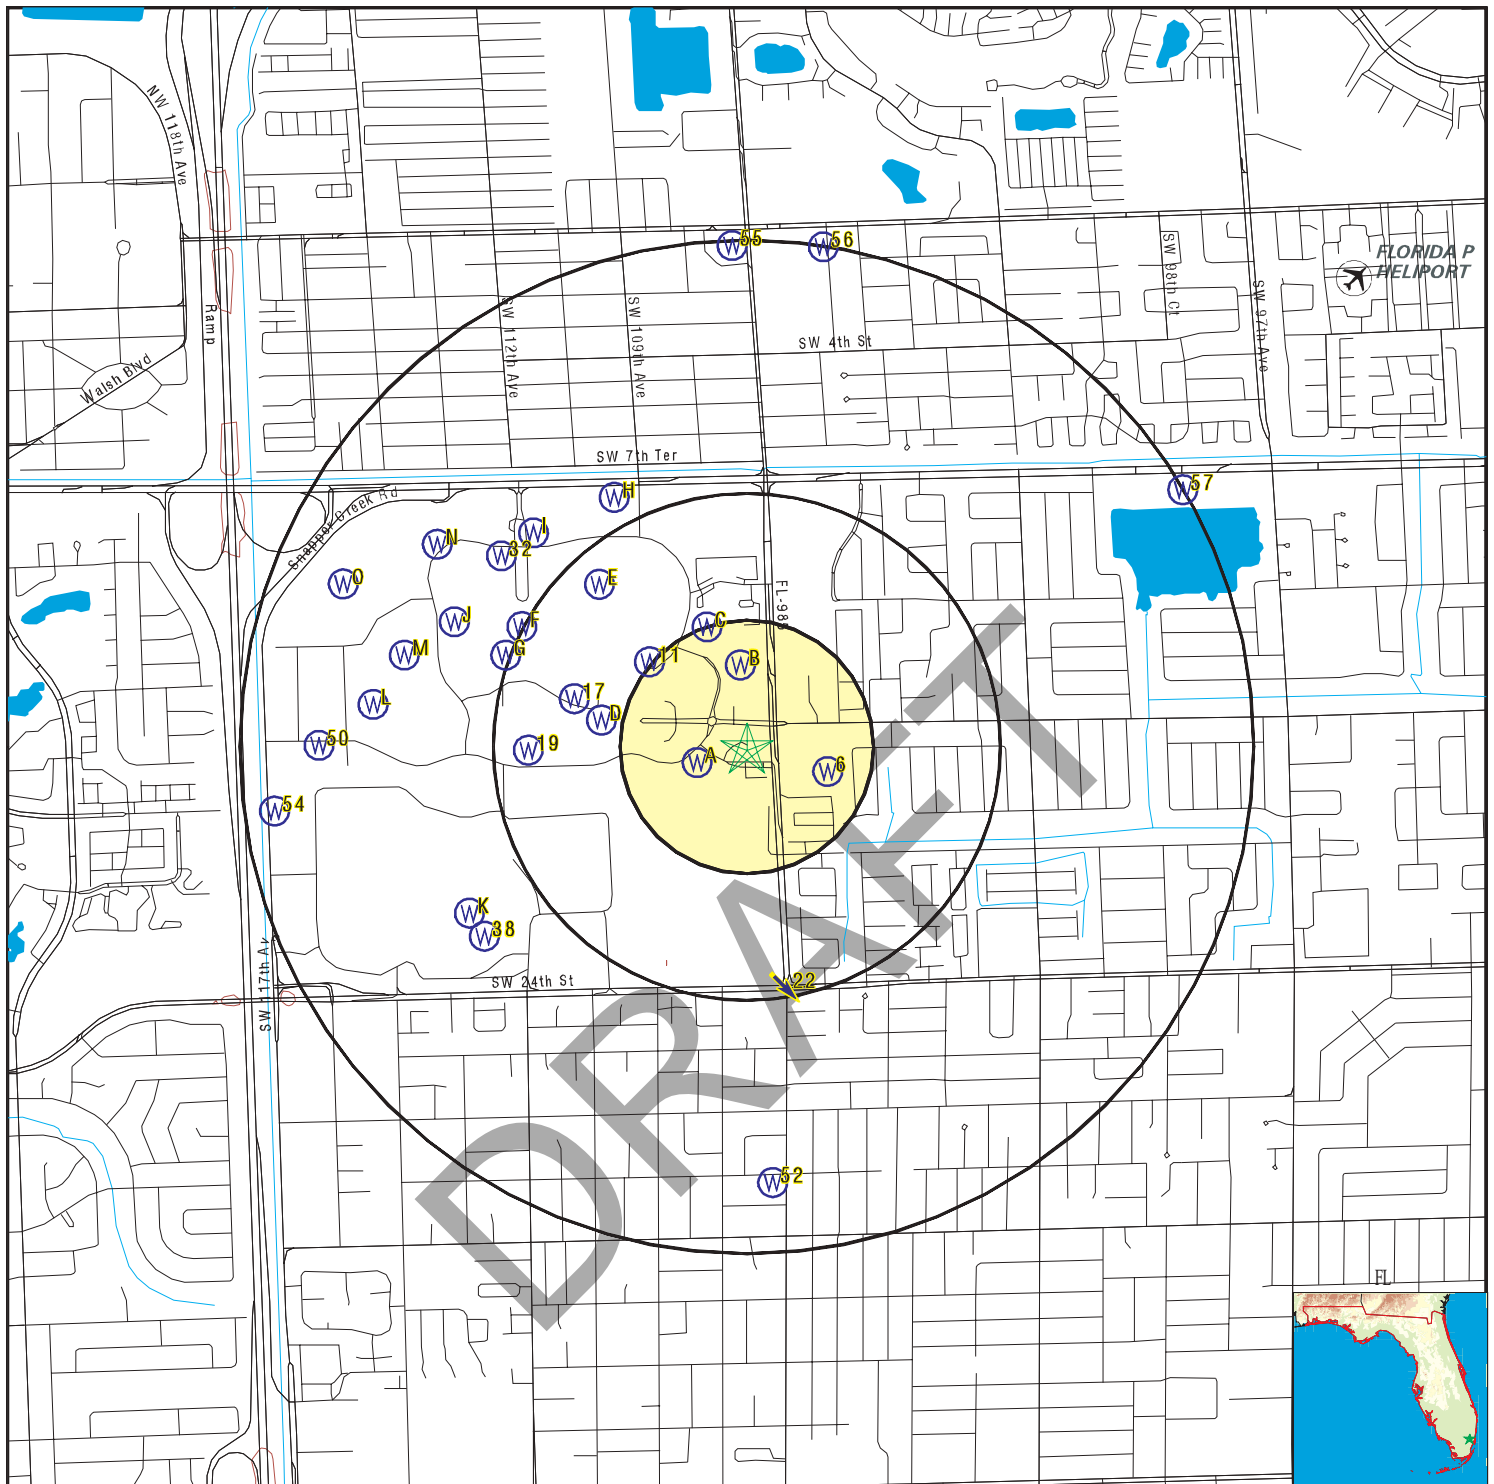 NW 118th Ave
55
56
SW 98th Ct
FLORIDA P
HELIPORT
Ramp
SW 112th Ave
SW 109th Ave
SW 97th Ave
SW 4th St
Walsh Blvd
SW 7th Ter
W H
W 57
Snapper Creek Rd
W N
W I
W 32
W O
W E
FL-985
W J
W F
W C
W M
W G
W 11
W B
W L
W 17
W D
W 50
W 19
W A
W 6
W 54
W K
W 38
SW 117th Av
SW 24th St
22
DRAFT
W 52
FL